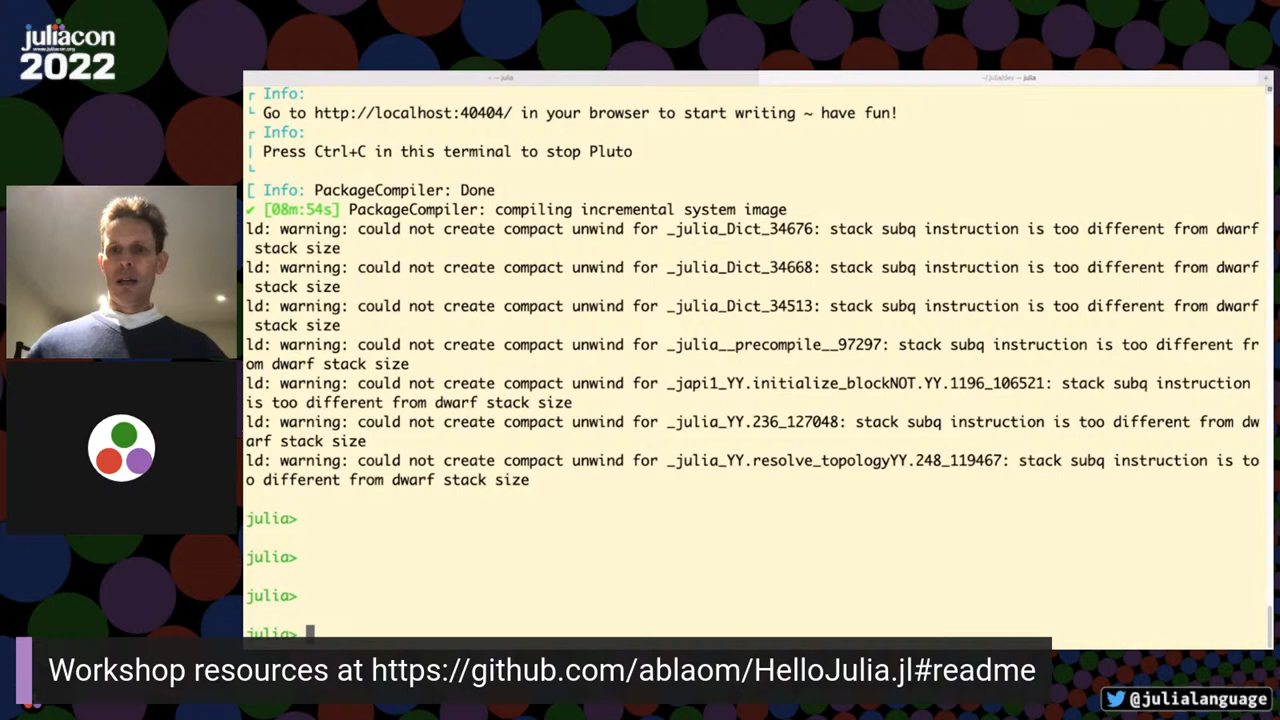 juliacon
www.juliacon.org
2022
~ — julia
~/.julia/dev — julia
+
┌ Info:
└ Go to http://localhost:40404/ in your browser to start writing ~ have fun!
┌ Info:
│ Press Ctrl+C in this terminal to stop Pluto
└
[ Info: PackageCompiler: Done
✔ [08m:54s] PackageCompiler: compiling incremental system image
ld: warning: could not create compact unwind for _julia_Dict_34676: stack subq instruction is too different from dwarf
stack size
ld: warning: could not create compact unwind for _julia_Dict_34668: stack subq instruction is too different from dwarf
stack size
ld: warning: could not create compact unwind for _julia_Dict_34513: stack subq instruction is too different from dwarf
stack size
ld: warning: could not create compact unwind for _julia__precompile__97297: stack subq instruction is too different fr
om dwarf stack size
ld: warning: could not create compact unwind for _japi1_YY.initialize_blockNOT.YY.1196_106521: stack subq instruction
is too different from dwarf stack size
ld: warning: could not create compact unwind for _julia_YY.236_127048: stack subq instruction is too different from dw
arf stack size
ld: warning: could not create compact unwind for _julia_YY.resolve_topologyYY.248_119467: stack subq instruction is to
o different from dwarf stack size
julia>
julia>
julia>
julia>
Workshop resources at https://github.com/ablaom/HelloJulia.jl#readme
@julialanguage